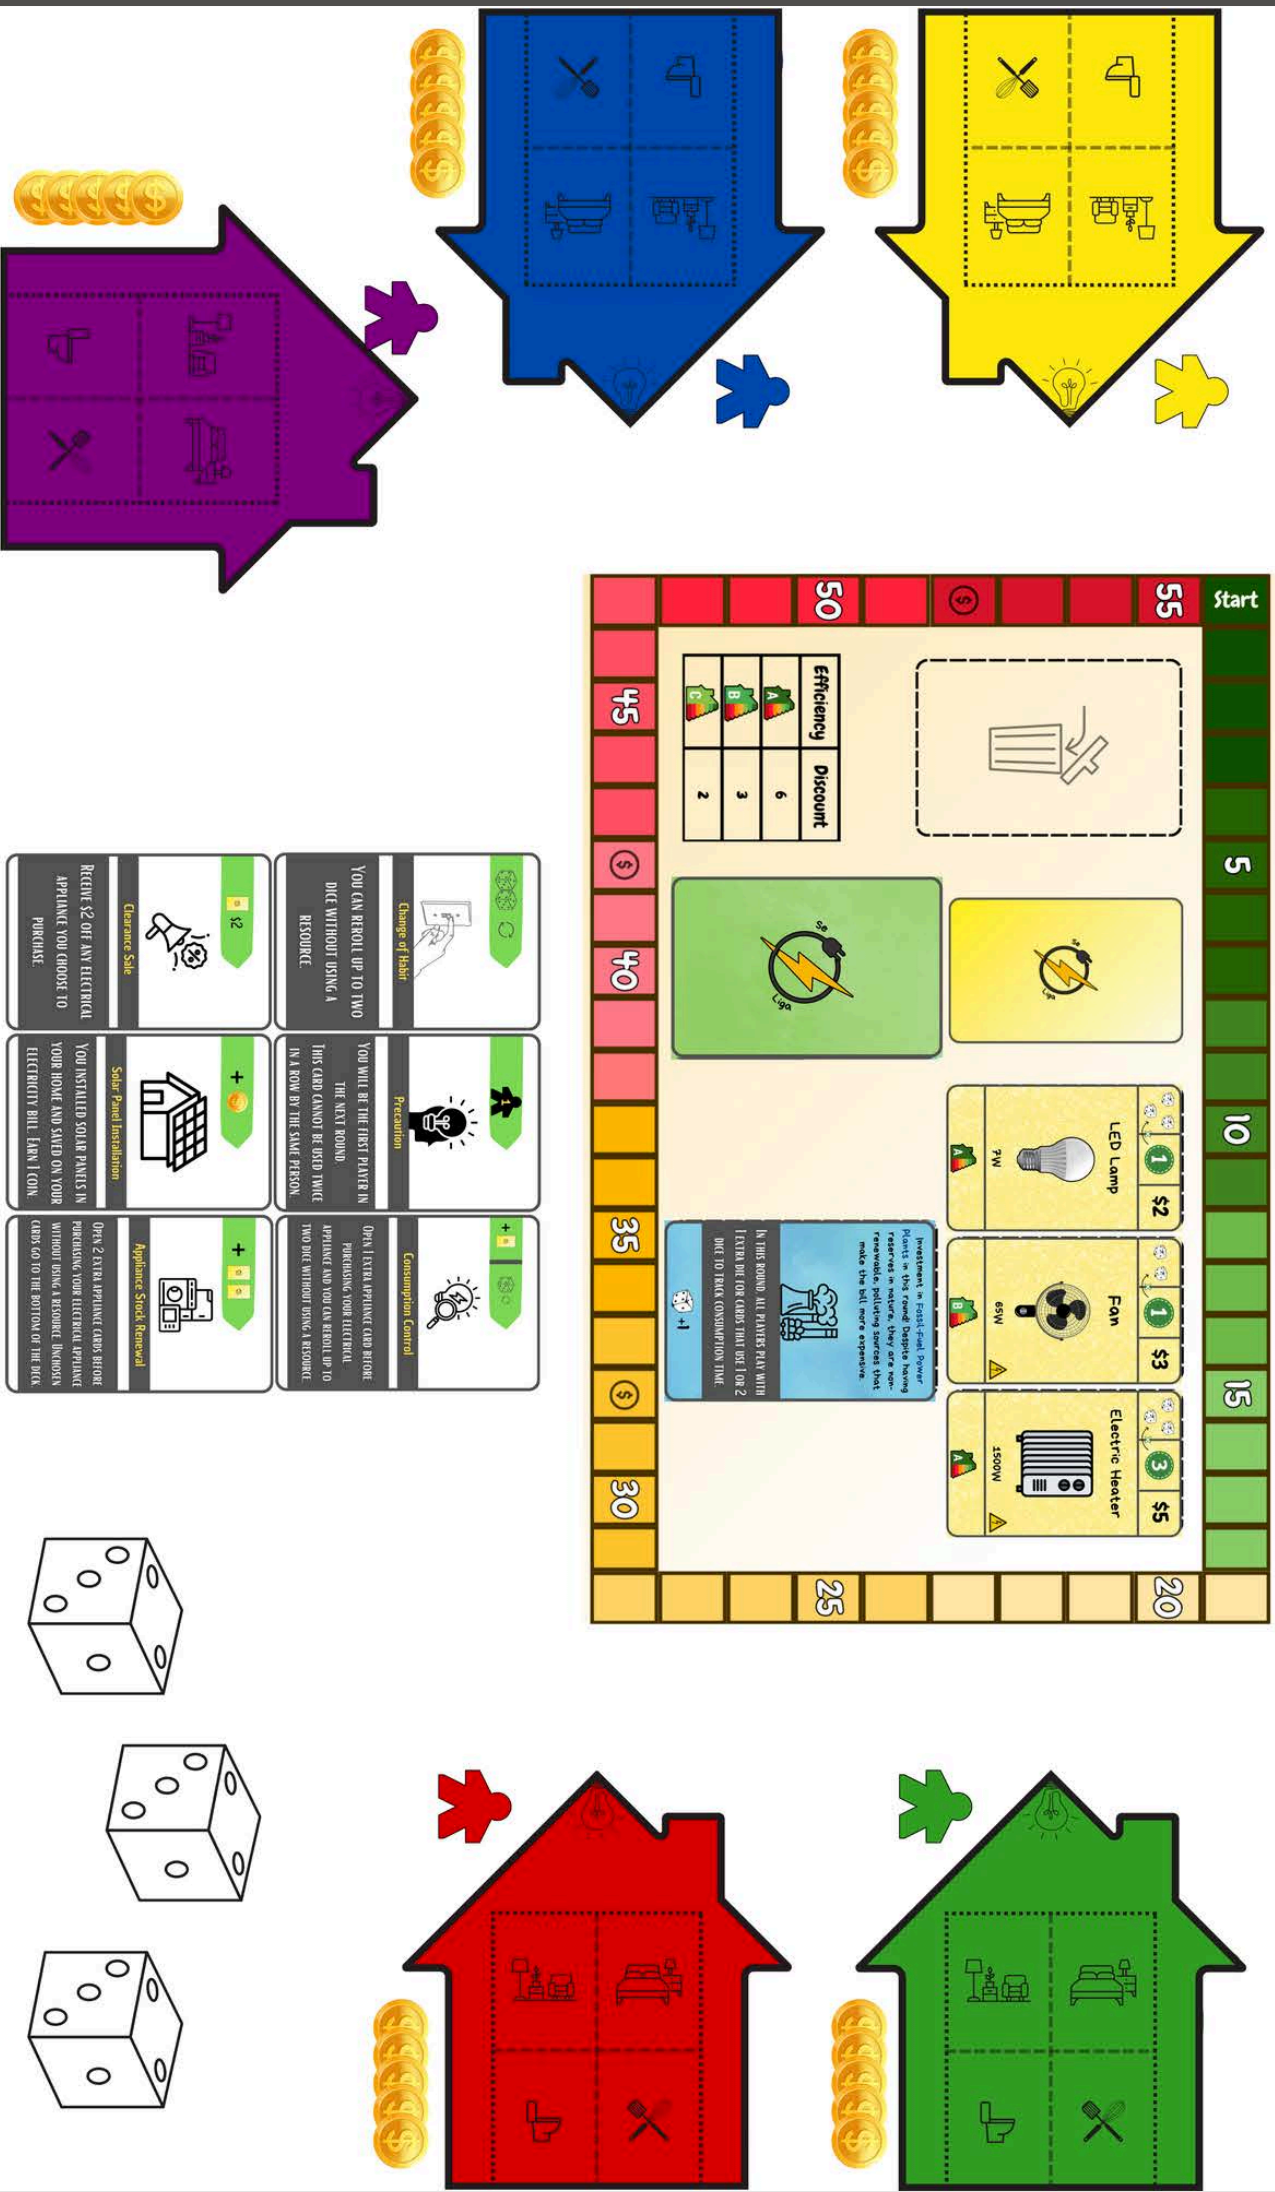 Start
5
10
15
20
25
30
35
40
45
50
55
1
$2
LED Lamp
?W
A
1
$3
Fan
65W
B
3
$5
Electric Heater
1500W
A
Se
Liga
Efficiency Discount
A 6
B 3
C 2
Se
Liga
Investment in Fossil-Fuel Power
Plants in this round! Despite having
reserves in nature, they are non-
renewable, polluting sources that
make the bill more expensive.
IN THIS ROUND, ALL PLAYERS PLAY WITH
1 EXTRA DIE FOR CARDS THAT USE 1 OR 2
DICE TO TRACK CONSUMPTION TIME.
+1
Change of Habit
YOU CAN REROLL UP TO TWO
DICE WITHOUT USING A
RESOURCE.
1
Precaution
YOU WILL BE THE FIRST PLAYER IN
THE NEXT ROUND.
THIS CARD CANNOT BE USED TWICE
IN A ROW BY THE SAME PERSON.
+
Consumption Control
OPEN 1 EXTRA APPLIANCE CARD BEFORE
PURCHASING YOUR ELECTRICAL
APPLIANCE AND YOU CAN REROLL UP TO
TWO DICE WITHOUT USING A RESOURCE
$2
Clearance Sale
RECEIVE $2 OFF ANY ELECTRICAL
APPLIANCE YOU CHOOSE TO
PURCHASE.
+
Solar Panel Installation
YOU INSTALLED SOLAR PANELS IN
YOUR HOME AND SAVED ON YOUR
ELECTRICITY BILL. EARN 1 COIN.
+
Appliance Stock Renewal
OPEN 2 EXTRA APPLIANCE CARDS BEFORE
PURCHASING YOUR ELECTRICAL APPLIANCE
WITHOUT USING A RESOURCE. UNCHOSEN
CARDS GO TO THE BOTTOM OF THE DECK.